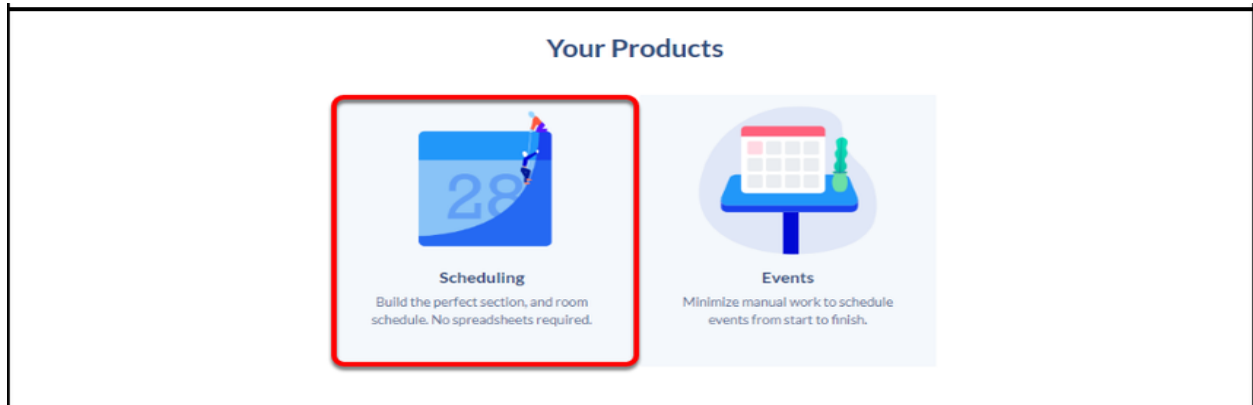 Your Products
28
Scheduling
Build the perfect section, and room
schedule. No spreadsheets required.
Events
Minimize manual work to schedule
events from start to finish.